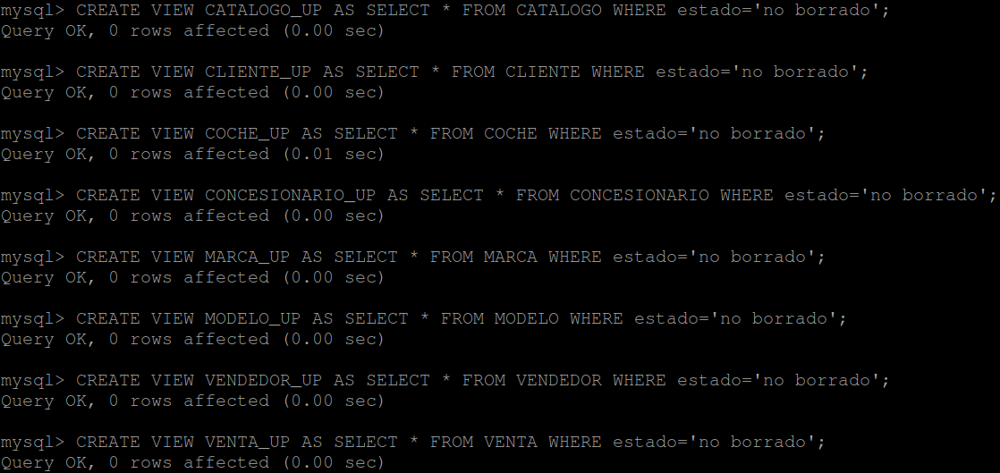 mysql> CREATE VIEW CATALOGO_UP AS SELECT * FROM CATALOGO WHERE estado='no borrado';
Query OK, 0 rows affected (0.00 sec)
mysql> CREATE VIEW CLIENTE_UP AS SELECT * FROM CLIENTE WHERE estado='no borrado';
Query OK, 0 rows affected (0.00 sec)
mysql> CREATE VIEW COCHE_UP AS SELECT * FROM COCHE WHERE estado='no borrado';
Query OK, 0 rows affected (0.01 sec)
mysql> CREATE VIEW CONCESIONARIO_UP AS SELECT * FROM CONCESIONARIO WHERE estado='no borrado';
Query OK, 0 rows affected (0.00 sec)
mysql> CREATE VIEW MARCA_UP AS SELECT * FROM MARCA WHERE estado='no borrado';
Query OK, 0 rows affected (0.00 sec)
mysql> CREATE VIEW MODELO_UP AS SELECT * FROM MODELO WHERE estado='no borrado';
Query OK, 0 rows affected (0.00 sec)
mysql> CREATE VIEW VENDEDOR_UP AS SELECT * FROM VENDEDOR WHERE estado='no borrado';
Query OK, 0 rows affected (0.00 sec)
mysql> CREATE VIEW VENTA_UP AS SELECT * FROM VENTA WHERE estado='no borrado';
Query OK, 0 rows affected (0.00 sec)